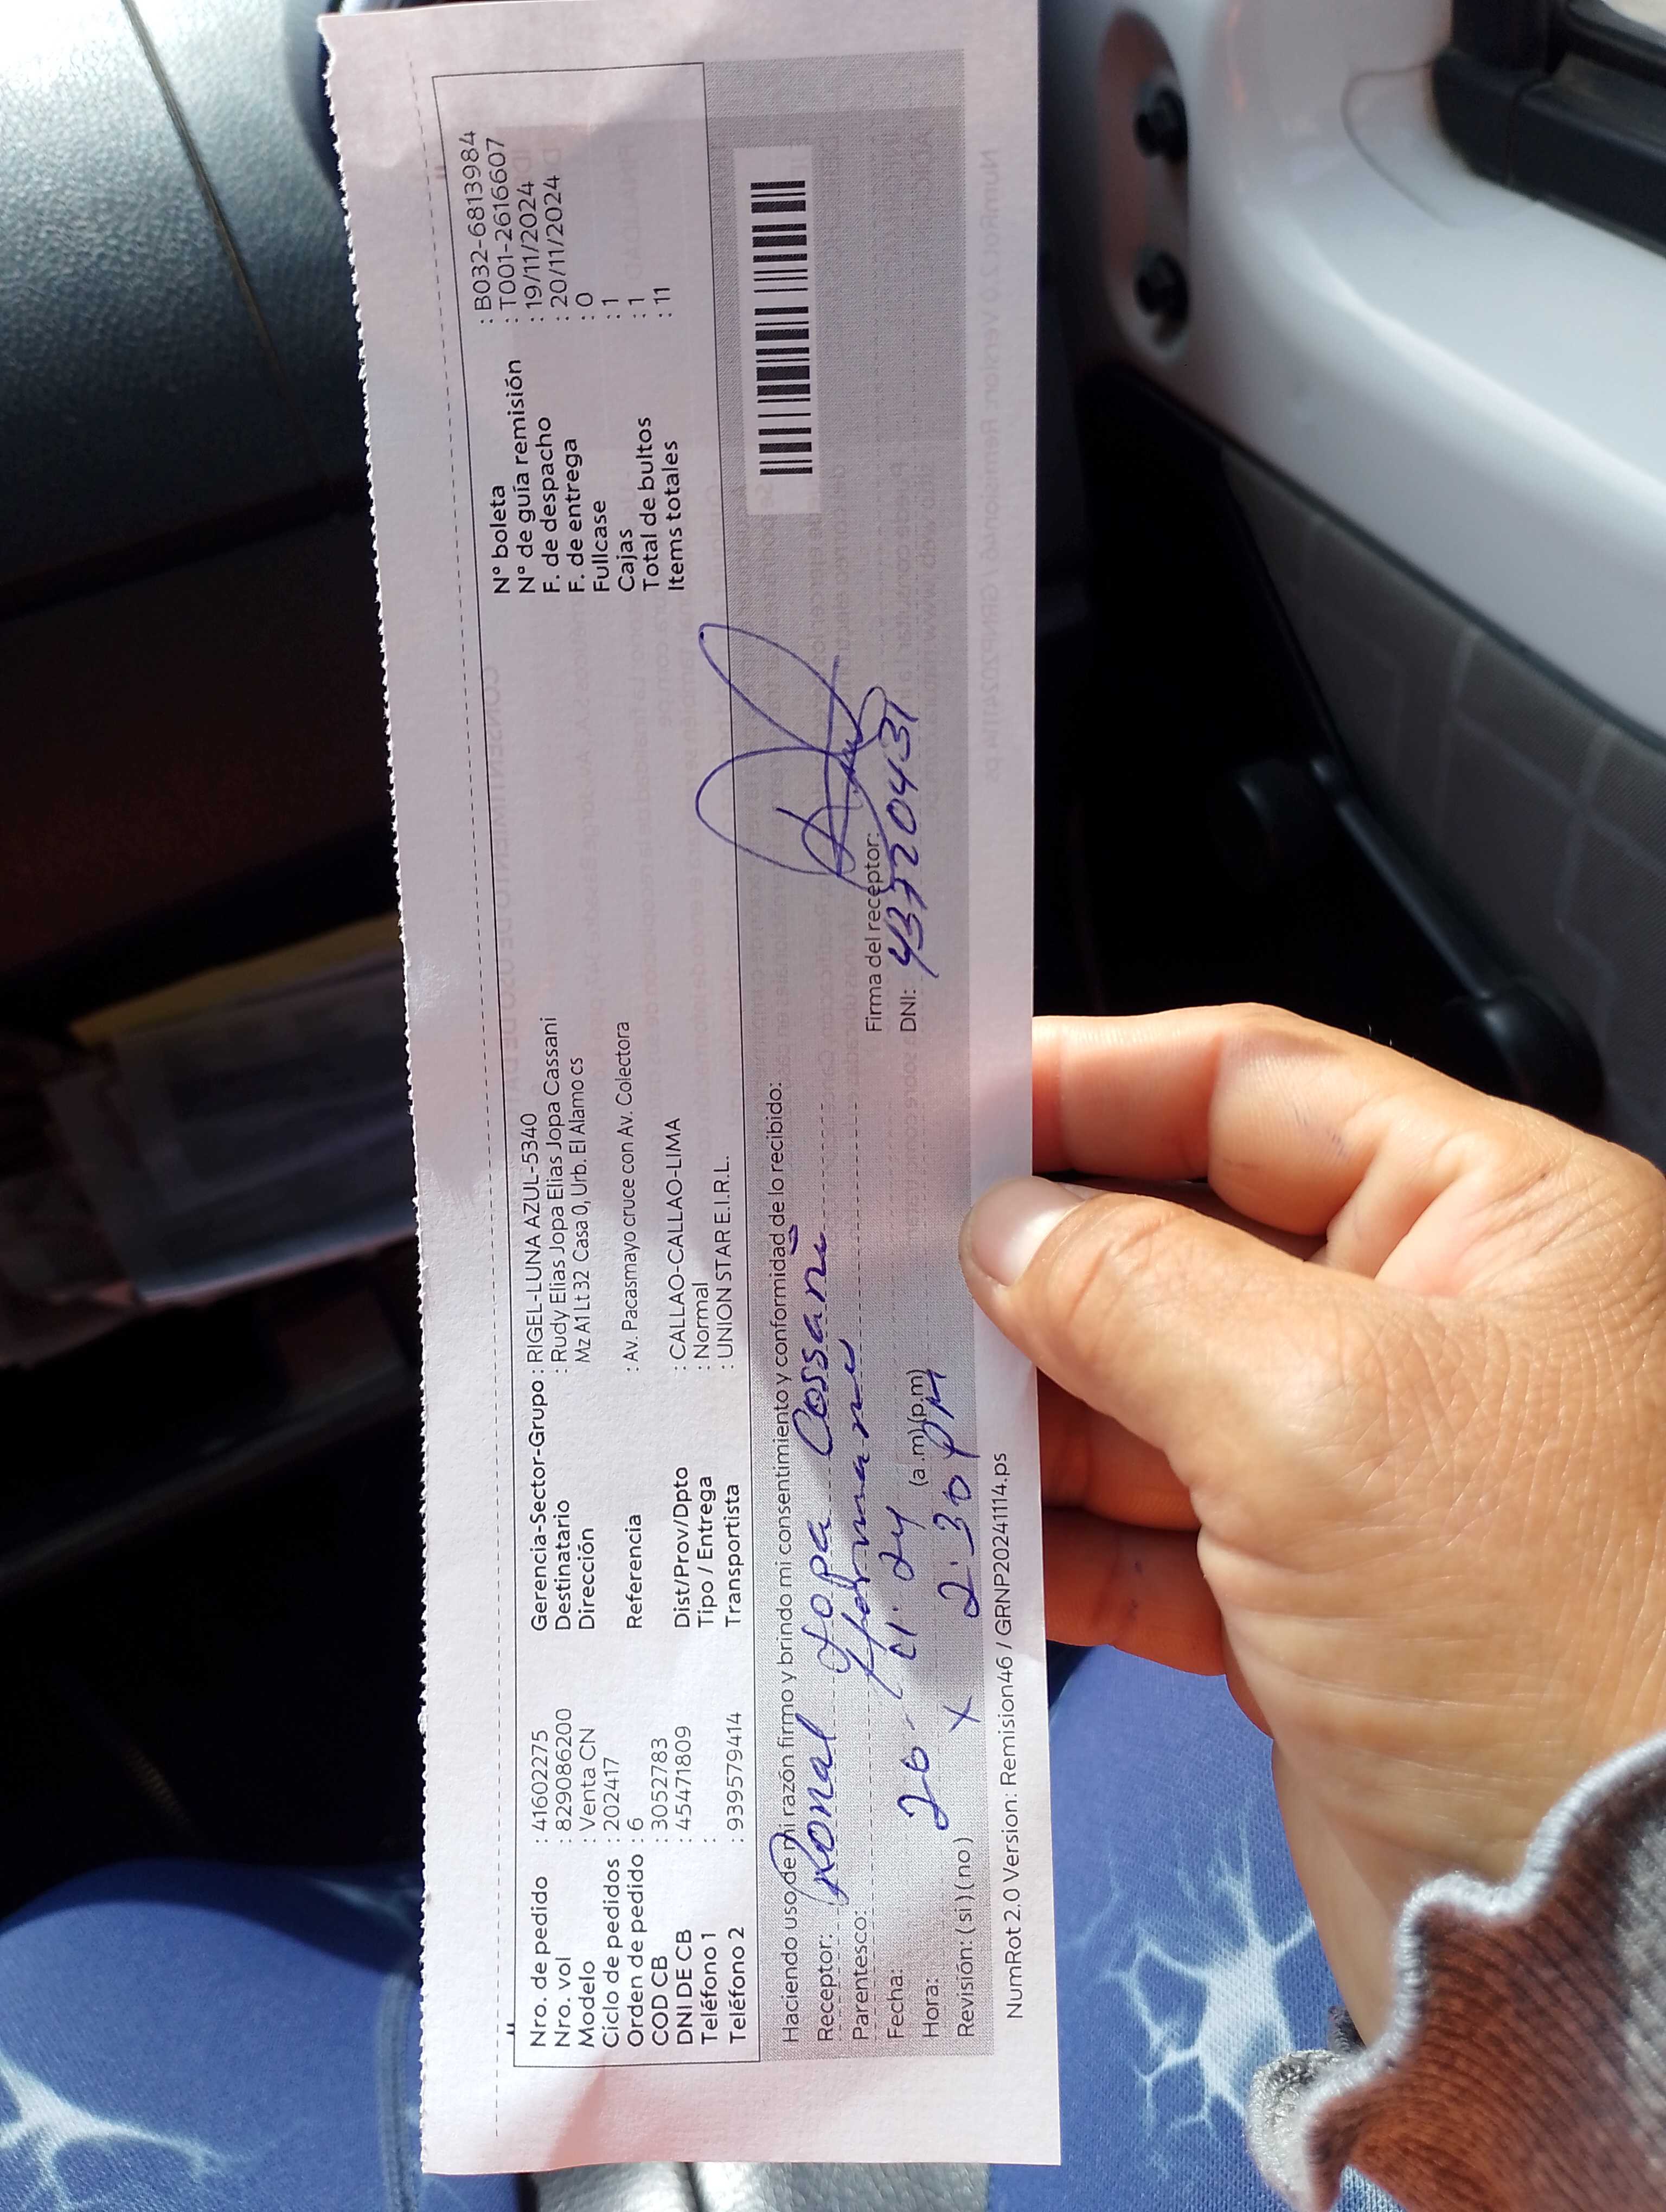 Nro. de pedido : 41602275
Nro. vol : 829086200
Modelo : Venta CN
Ciclo de pedidos : 202417
Orden de pedido : 6
COD CB : 3052783
DNI DE CB : 45471809
Teléfono 1 :
Teléfono 2 : 939579414
Gerencia-Sector-Grupo : RIGEL-LUNA AZUL-5340
Destinatario : Rudy Elias Jopa Elias Jopa Cassani
Dirección Mz A1 Lt 32 Casa 0, Urb. El Alamo cs
Referencia : Av. Pacasmayo cruce con Av. Colectora
Dist/Prov/Dpto : CALLAO-CALLAO-LIMA
Tipo / Entrega : Normal
Transportista : UNION STAR E.I.R.L.
N° boleta : B032-6813984
N° de guía remisión : T001-2616607
F. de despacho : 19/11/2024
F. de entrega : 20/11/2024
Fullcase : 0
Cajas : 1
Total de bultos : 1
Items totales : 11
Haciendo uso de mi razón firmo y brindo mi consentimiento y conformidad de lo recibido:
Receptor: Ronal Jopa Cossani
Parentesco: Hermano
Fecha: 20. 11. 24
Hora: 2:30 PM (a.m)(p.m)
Revisión: (si) (no) X
Firma del receptor:
DNI: 43720431
NumRot 2.0 Version: Remision46 / GRNP20241114.ps